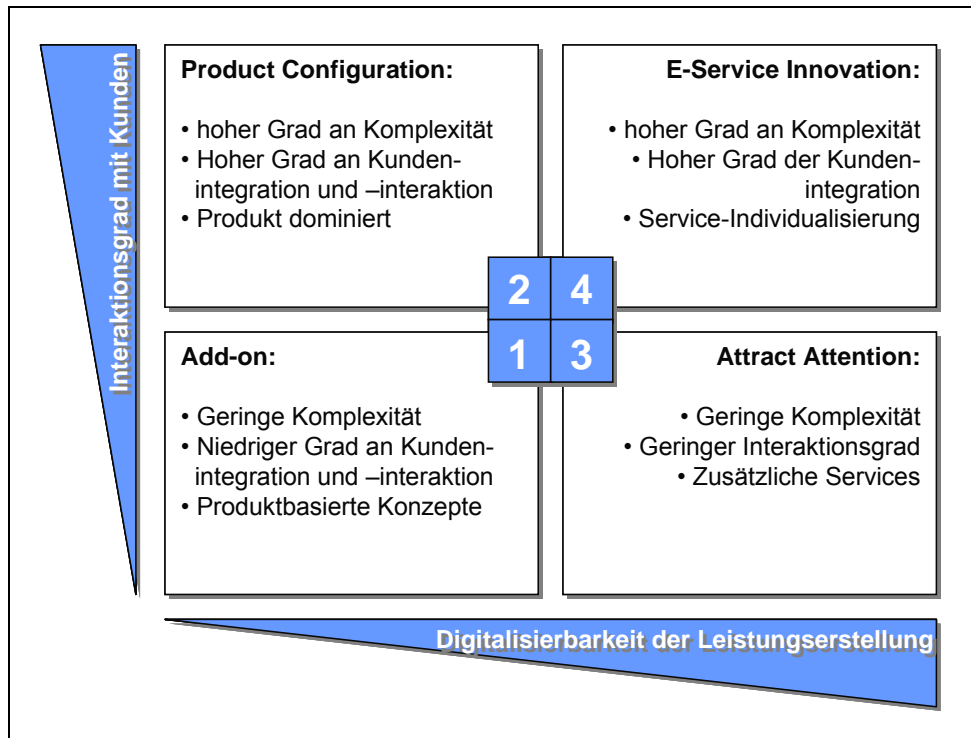 Interaktionsgrad mit Kunden
Product Configuration:
• hoher Grad an Komplexität
• Hoher Grad an Kunden-
integration und –interaktion
• Produkt dominiert
E-Service Innovation:
• hoher Grad an Komplexität
• Hoher Grad der Kunden-
integration
• Service-Individualisierung
2 4
1 3
Add-on:
• Geringe Komplexität
• Niedriger Grad an Kunden-
integration und –interaktion
• Produktbasierte Konzepte
Attract Attention:
• Geringe Komplexität
• Geringer Interaktionsgrad
• Zusätzliche Services
Digitalisierbarkeit der Leistungserstellung